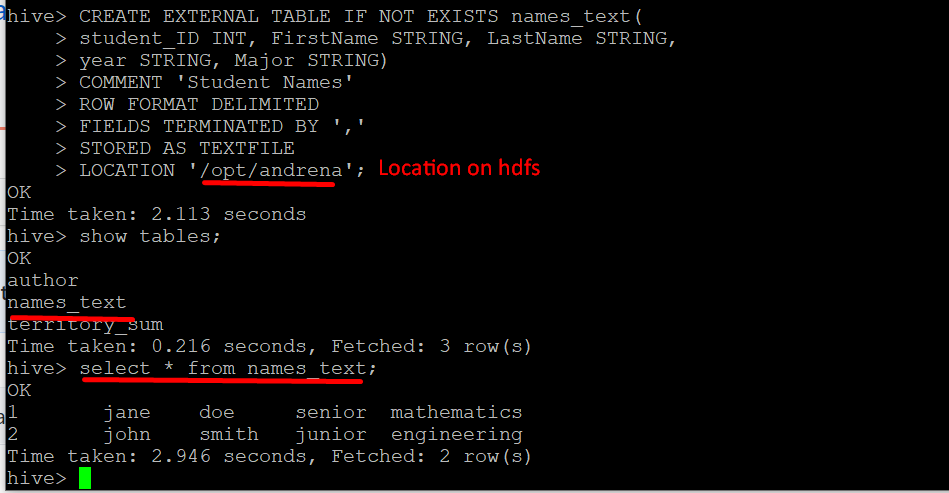 hive> CREATE EXTERNAL TABLE IF NOT EXISTS names_text(
    > student_ID INT, FirstName STRING, LastName STRING,
    > year STRING, Major STRING)
    > COMMENT 'Student Names'
    > ROW FORMAT DELIMITED
    > FIELDS TERMINATED BY ','
    > STORED AS TEXTFILE
    > LOCATION '/opt/andrena'; Location on hdfs
OK
Time taken: 2.113 seconds
hive> show tables;
OK
author
names_text
territory_sum
Time taken: 0.216 seconds, Fetched: 3 row(s)
hive> select * from names_text;
OK
1       jane    doe     senior  mathematics
2       john    smith   junior  engineering
Time taken: 2.946 seconds, Fetched: 2 row(s)
hive>